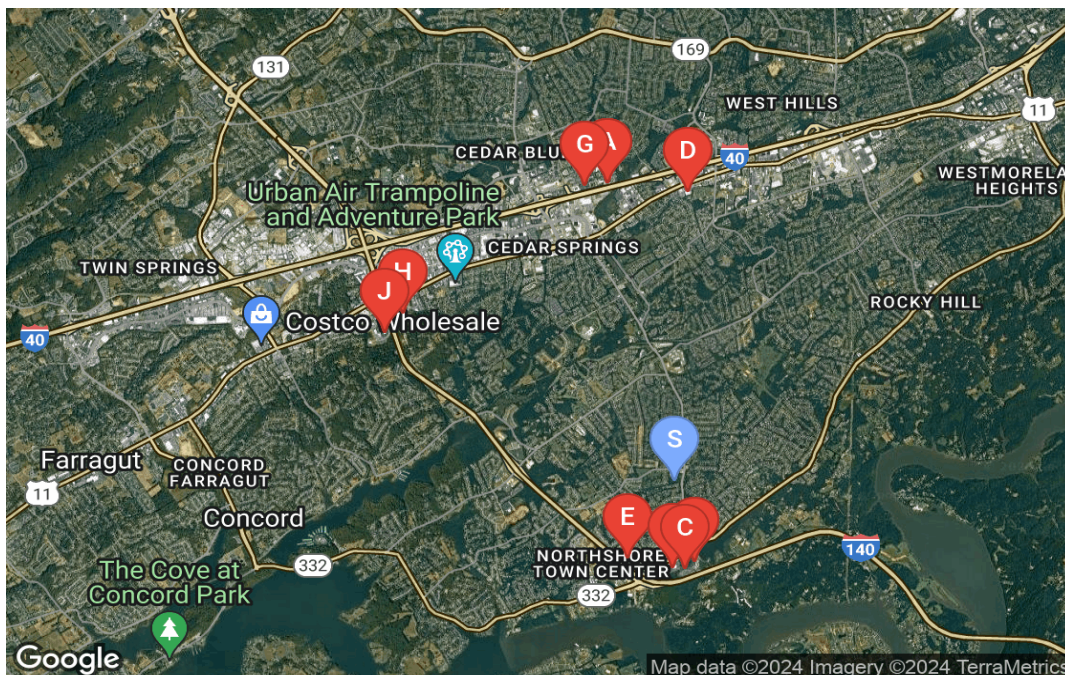 169
131
WEST HILLS
11
CEDAR BLU
G
A
D
40
WESTMORELA
HEIGHTS
Urban Air Trampoline
and Adventure Park
CEDAR SPRINGS
TWIN SPRINGS
H
J
ROCKY HILL
Costco Wholesale
40
S
Farragut
CONCORD
FARRAGUT
11
Concord
E
C
NORTHSHORE
TOWN CENTER
140
332
The Cove at
Concord Park
332
Google
Map data ©2024 Imagery ©2024 TerraMetrics